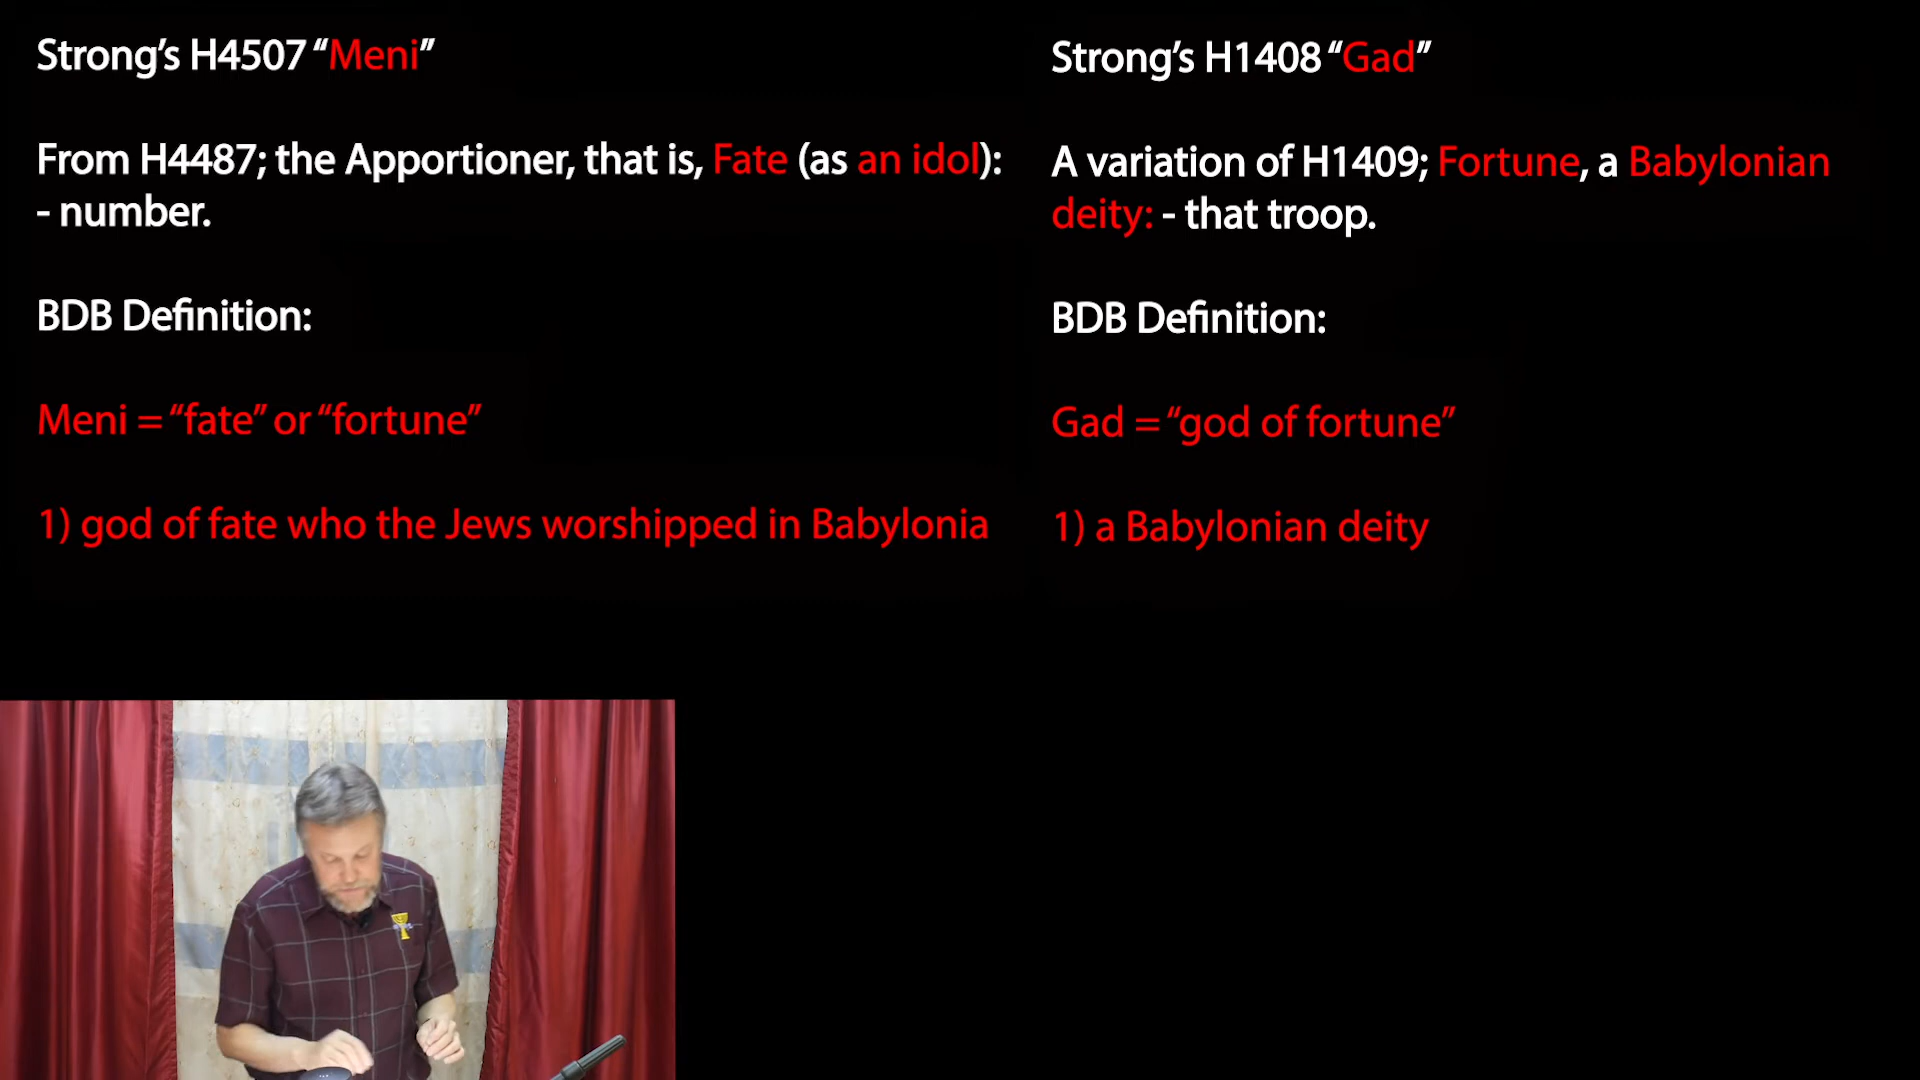 Strong’s H4507 “Meni”
From H4487; the Apportioner, that is, Fate (as an idol):
- number.
BDB Definition:
Meni = “fate” or “fortune”
1) god of fate who the Jews worshipped in Babylonia
Strong’s H1408 “Gad”
A variation of H1409; Fortune, a Babylonian
deity: - that troop.
BDB Definition:
Gad = “god of fortune”
1) a Babylonian deity